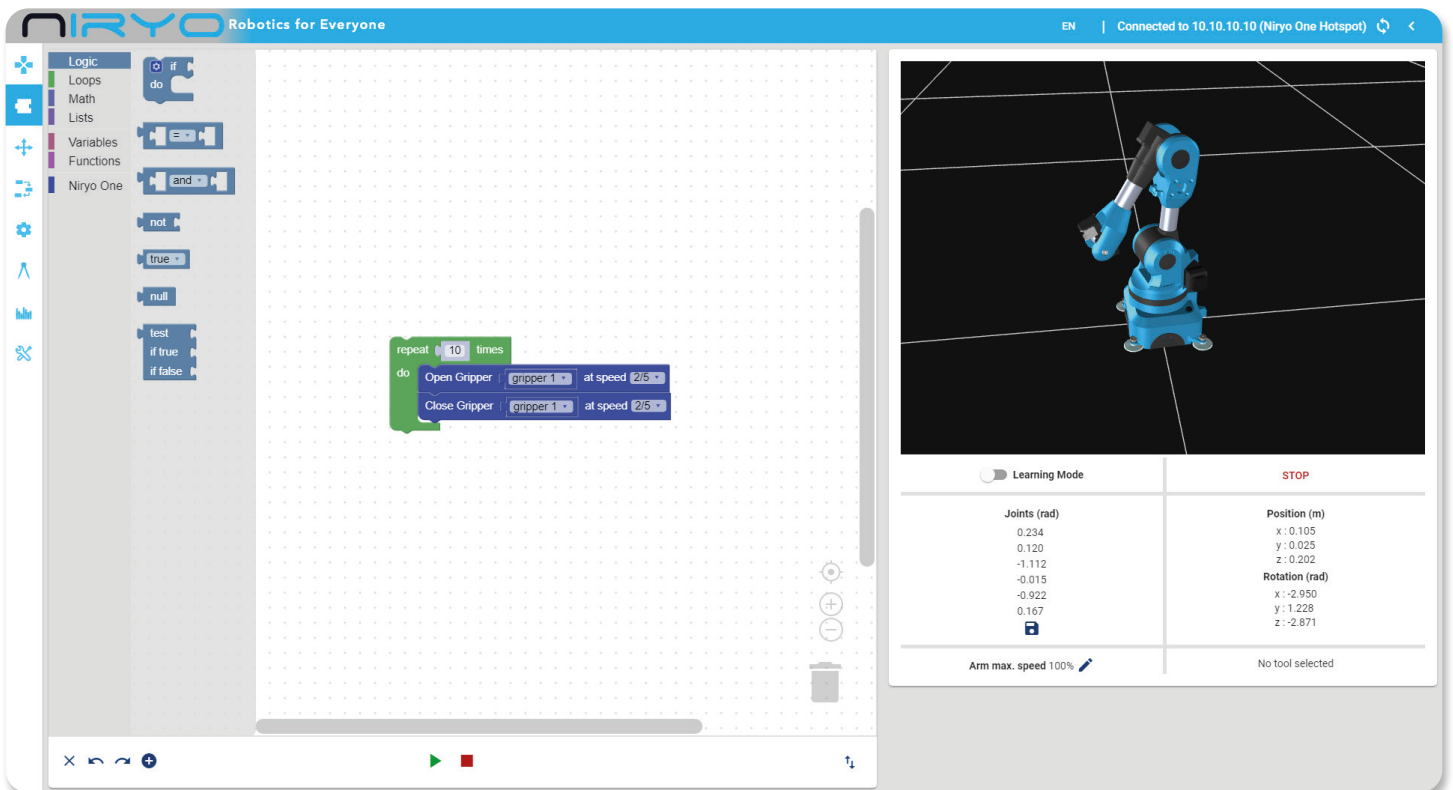 NIRYO Robotics for Everyone
EN | Connected to 10.10.10.10 (Niryo One Hotspot)
Logic
Loops
Math
Lists
Variables
Functions
Niryo One
if
do
=
and
not
true
null
test
if true
if false
repeat 10 times
do
Open Gripper gripper 1 at speed 2/5
Close Gripper gripper 1 at speed 2/5
Learning Mode
STOP
Joints (rad)
0.234
0.120
-1.112
-0.015
-0.922
0.167
Position (m)
x : 0.105
y : 0.025
z : 0.202
Rotation (rad)
x : -2.950
y : 1.228
z : -2.871
Arm max. speed 100%
No tool selected